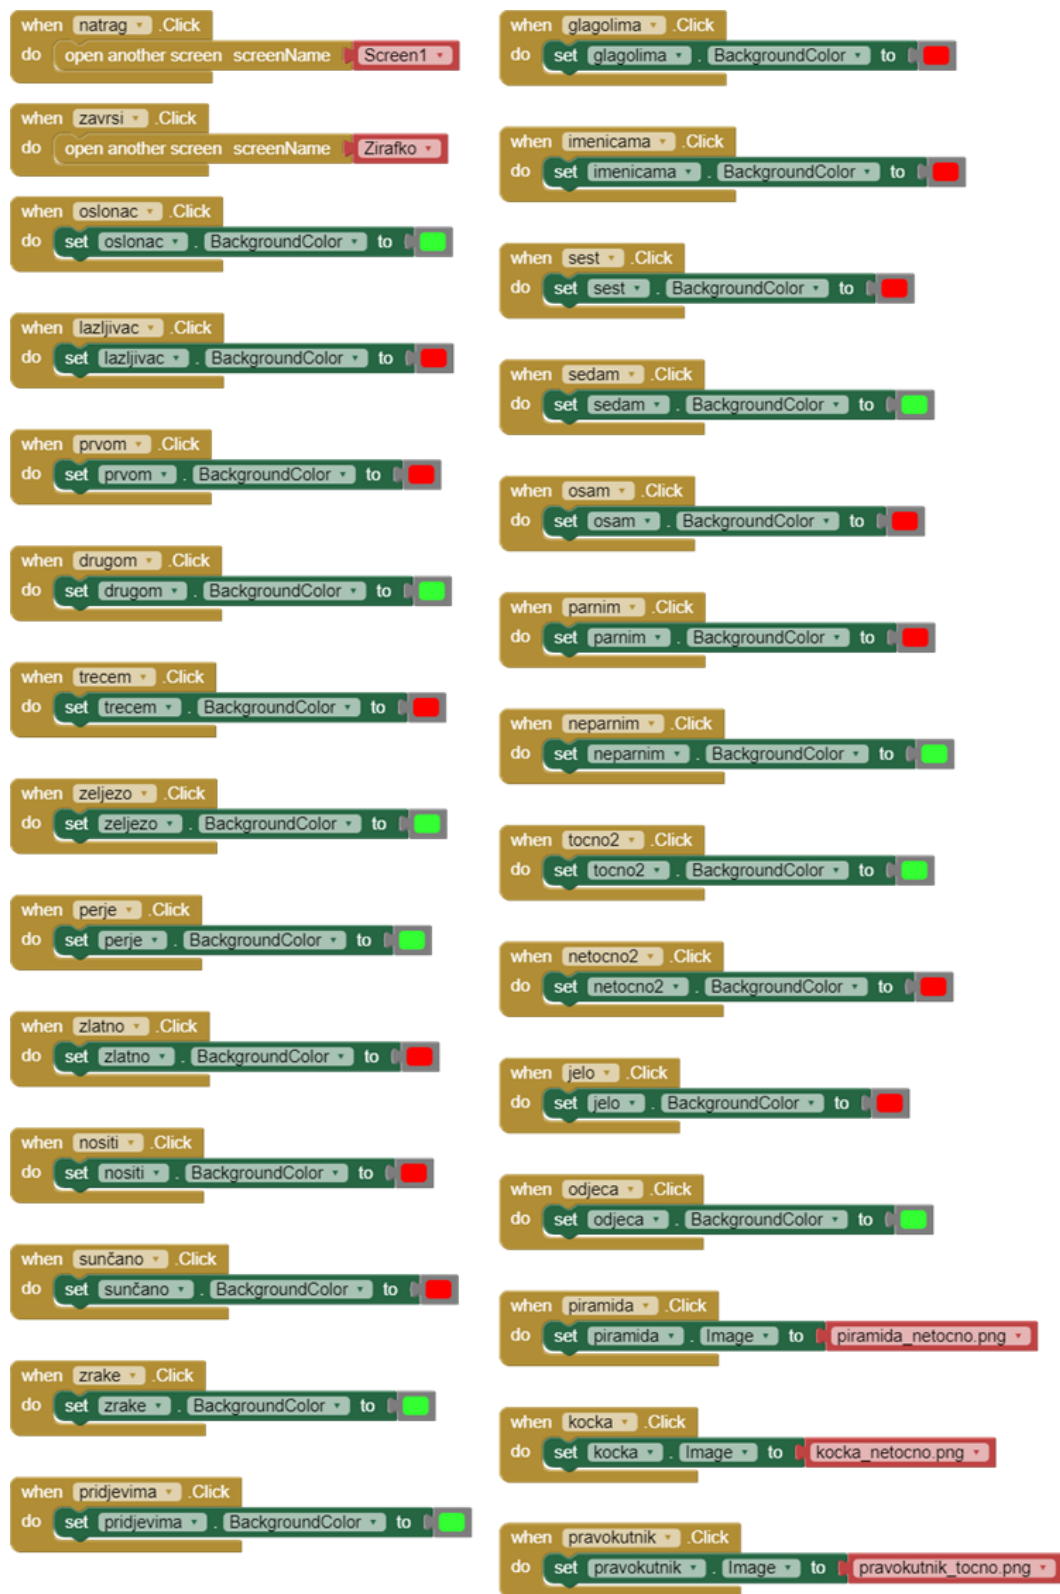 when natrag .Click
do open another screen screenName Screen1
when zavrsi .Click
do open another screen screenName Zirafko
when oslonac .Click
do set oslonac . BackgroundColor to
when lazljivac .Click
do set lazljivac . BackgroundColor to
when prvom .Click
do set prvom . BackgroundColor to
when drugom .Click
do set drugom . BackgroundColor to
when trecem .Click
do set trecem . BackgroundColor to
when zeljezo .Click
do set zeljezo . BackgroundColor to
when perje .Click
do set perje . BackgroundColor to
when zlatno .Click
do set zlatno . BackgroundColor to
when nositi .Click
do set nositi . BackgroundColor to
when sunčano .Click
do set sunčano . BackgroundColor to
when zrake .Click
do set zrake . BackgroundColor to
when pridjevima .Click
do set pridjevima . BackgroundColor to
when glagolima .Click
do set glagolima . BackgroundColor to
when imenicama .Click
do set imenicama . BackgroundColor to
when sest .Click
do set sest . BackgroundColor to
when sedam .Click
do set sedam . BackgroundColor to
when osam .Click
do set osam . BackgroundColor to
when parnim .Click
do set parnim . BackgroundColor to
when neparnim .Click
do set neparnim . BackgroundColor to
when tocno2 .Click
do set tocno2 . BackgroundColor to
when netocno2 .Click
do set netocno2 . BackgroundColor to
when jelo .Click
do set jelo . BackgroundColor to
when odjeca .Click
do set odjeca . BackgroundColor to
when piramida .Click
do set piramida . Image to piramida_netocno.png
when kocka .Click
do set kocka . Image to kocka_netocno.png
when pravokutnik .Click
do set pravokutnik . Image to pravokutnik_tocno.png